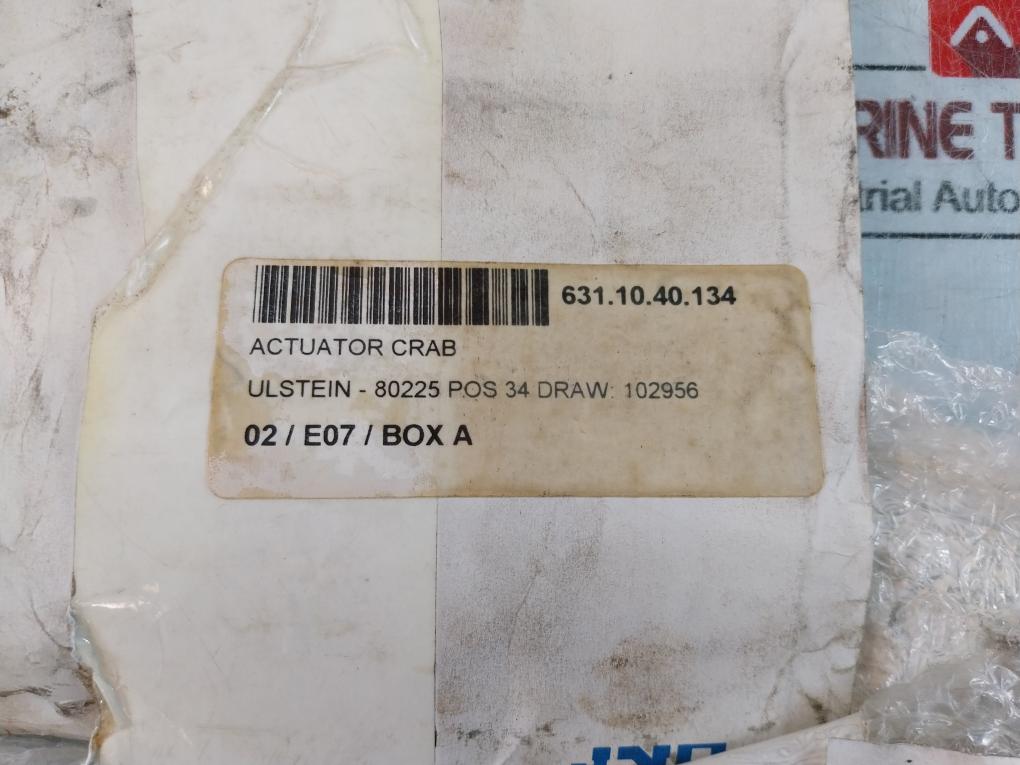 RINE T
trial Auto
631.10.40.134
ACTUATOR CRAB
ULSTEIN - 80225 POS 34 DRAW: 102956
02 / E07 / BOX A